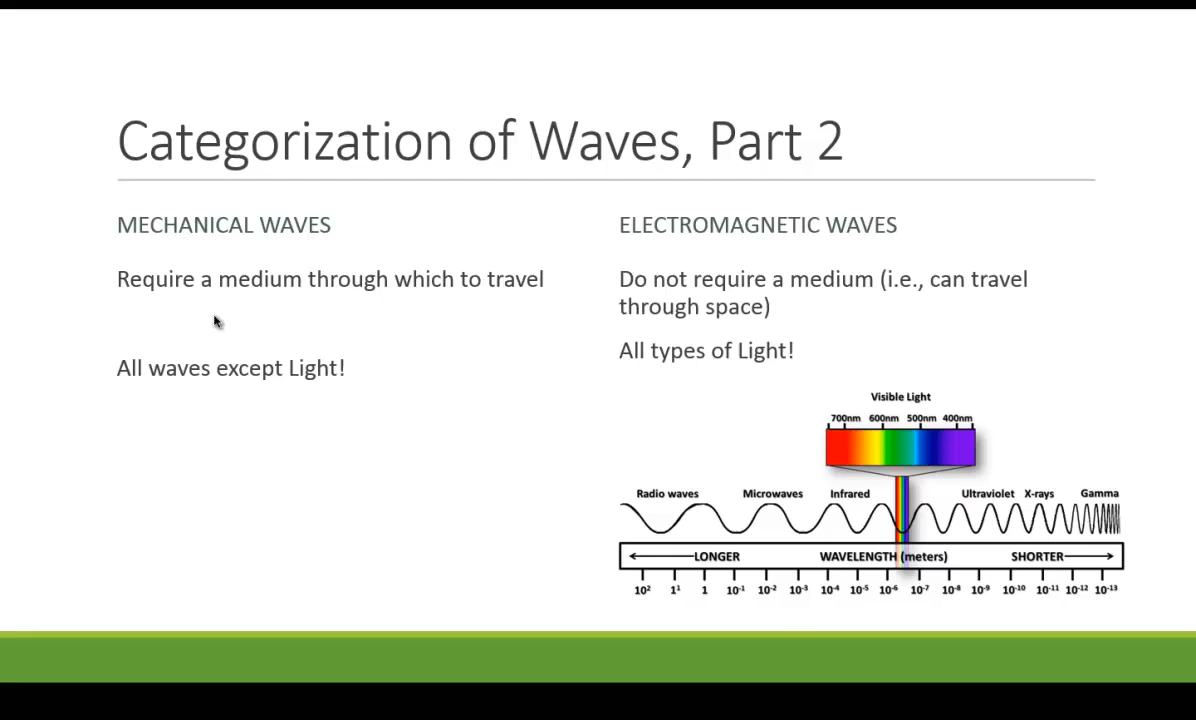 Categorization of Waves, Part 2
MECHANICAL WAVES
Require a medium through which to travel
All waves except Light!
ELECTROMAGNETIC WAVES
Do not require a medium (i.e., can travel
through space)
All types of Light!
Visible Light
700nm 600nm 500nm 400nm
Radio waves Microwaves Infrared Ultraviolet X-rays Gamma
LONGER WAVELENGTH (meters) SHORTER
10² 1¹ 1 10⁻¹ 10⁻² 10⁻³ 10⁻⁴ 10⁻⁵ 10⁻⁶ 10⁻⁷ 10⁻⁸ 10⁻⁹ 10⁻¹⁰ 10⁻¹¹ 10⁻¹² 10⁻¹³